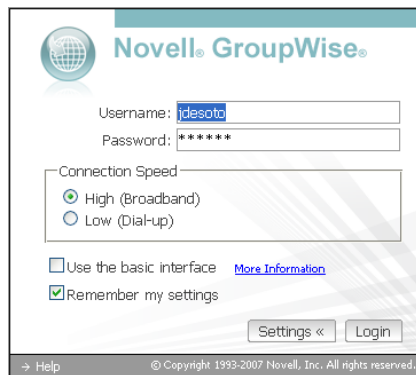 Novell® GroupWise®
Username: jdesoto
Password: ******
Connection Speed
High (Broadband)
Low (Dial-up)
Use the basic interface More Information
Remember my settings
Settings « Login
→ Help © Copyright 1993-2007 Novell, Inc. All rights reserved.